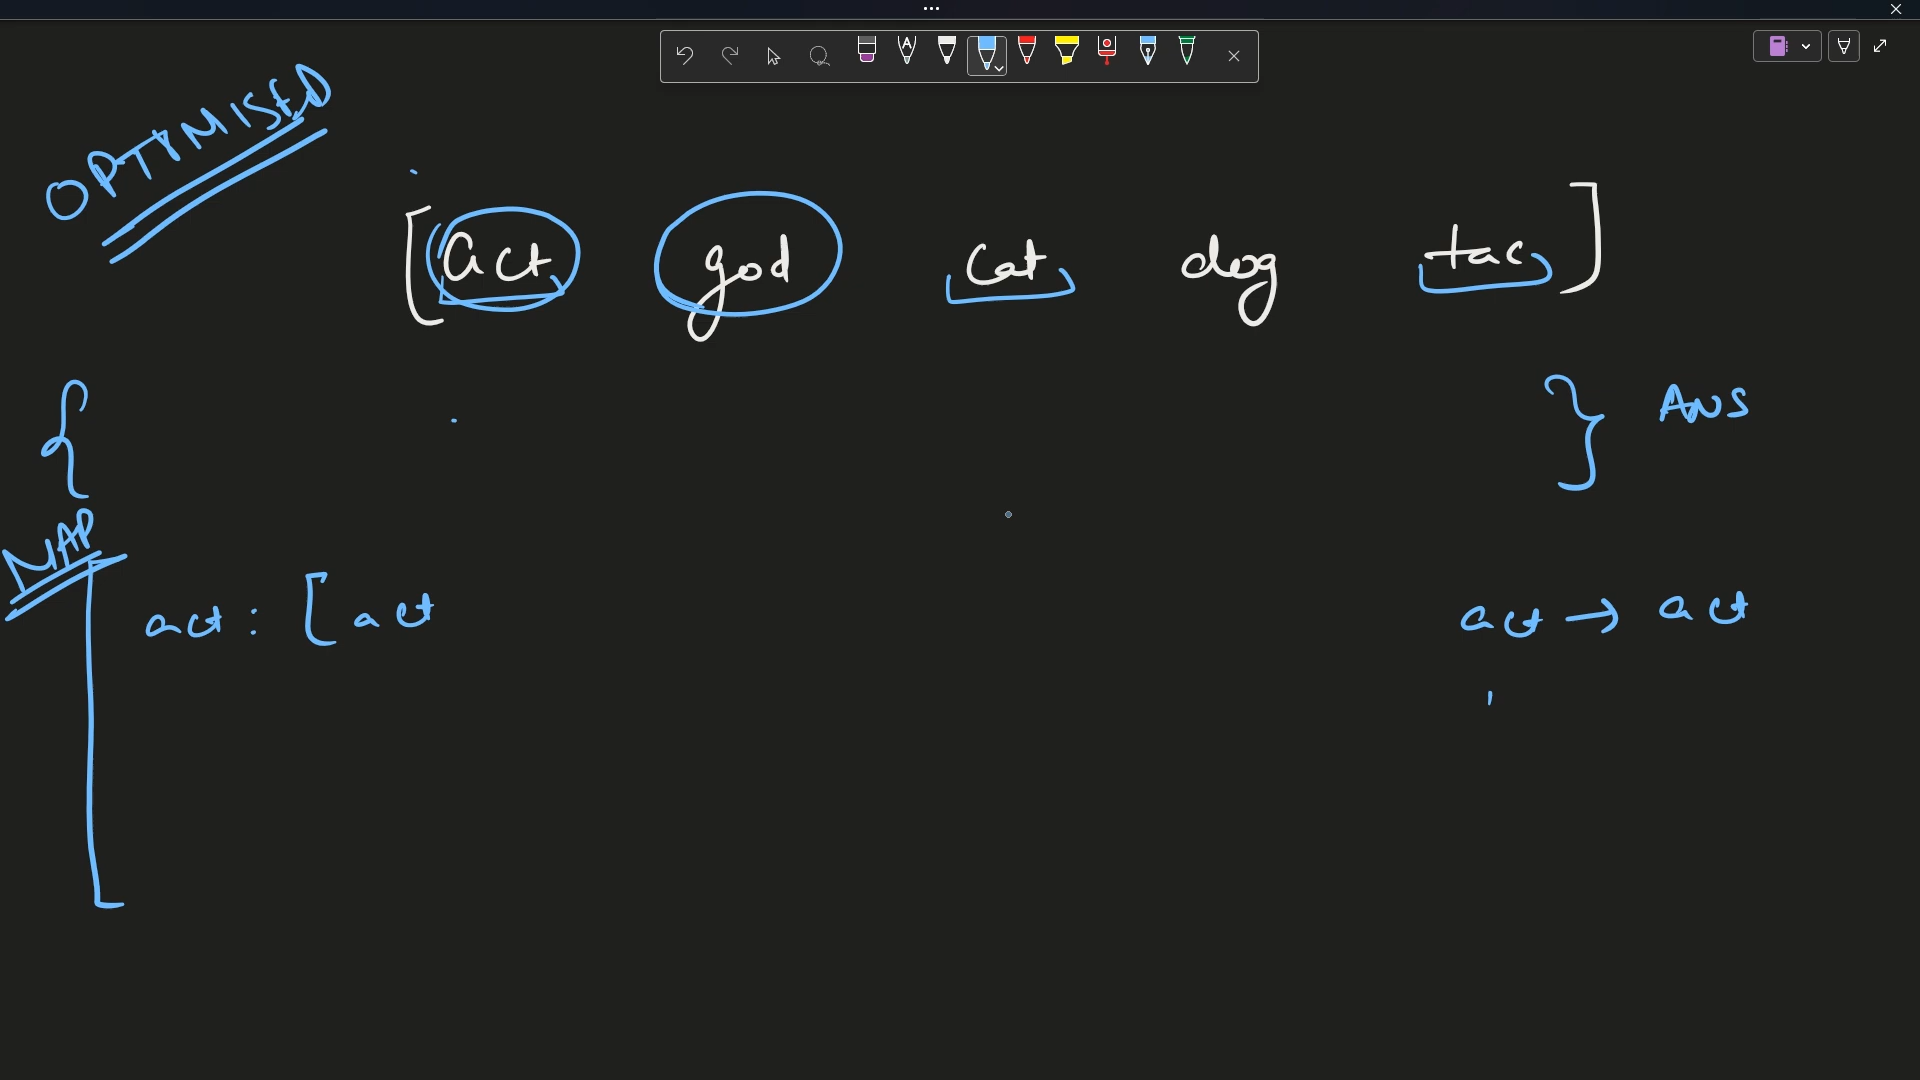 OPTIMISED
[act god cat dog tac]
{ } ANS
MAP
act : [ act
act → act